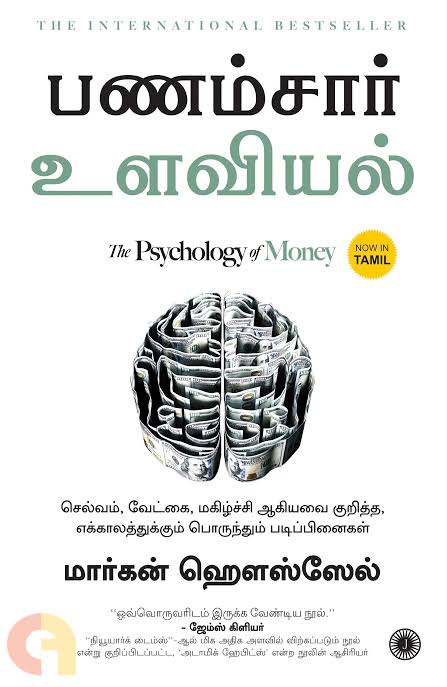 THE INTERNATIONAL BESTSELLER
பணம்சார்
உளவியல்
The Psychology of Money
NOW IN
TAMIL
செல்வம், வேட்கை, மகிழ்ச்சி ஆகியவை குறித்த,
எக்காலத்துக்கும் பொருந்தும் படிப்பினைகள்
மார்கன் ஹௌஸ்ஸேல்
“ஒவ்வொருவரிடம் இருக்க வேண்டிய நூல்.”
– ஜேம்ஸ் கிளியர்
“நியூயார்க் டைம்ஸ்”-ஆல் மிக அதிக அளவில் விற்கப்படும் நூல்
என்று குறிப்பிடப்பட்ட, ‘அடாமிக் ஹேபிட்ஸ்’ என்ற நூலின் ஆசிரியர்
J